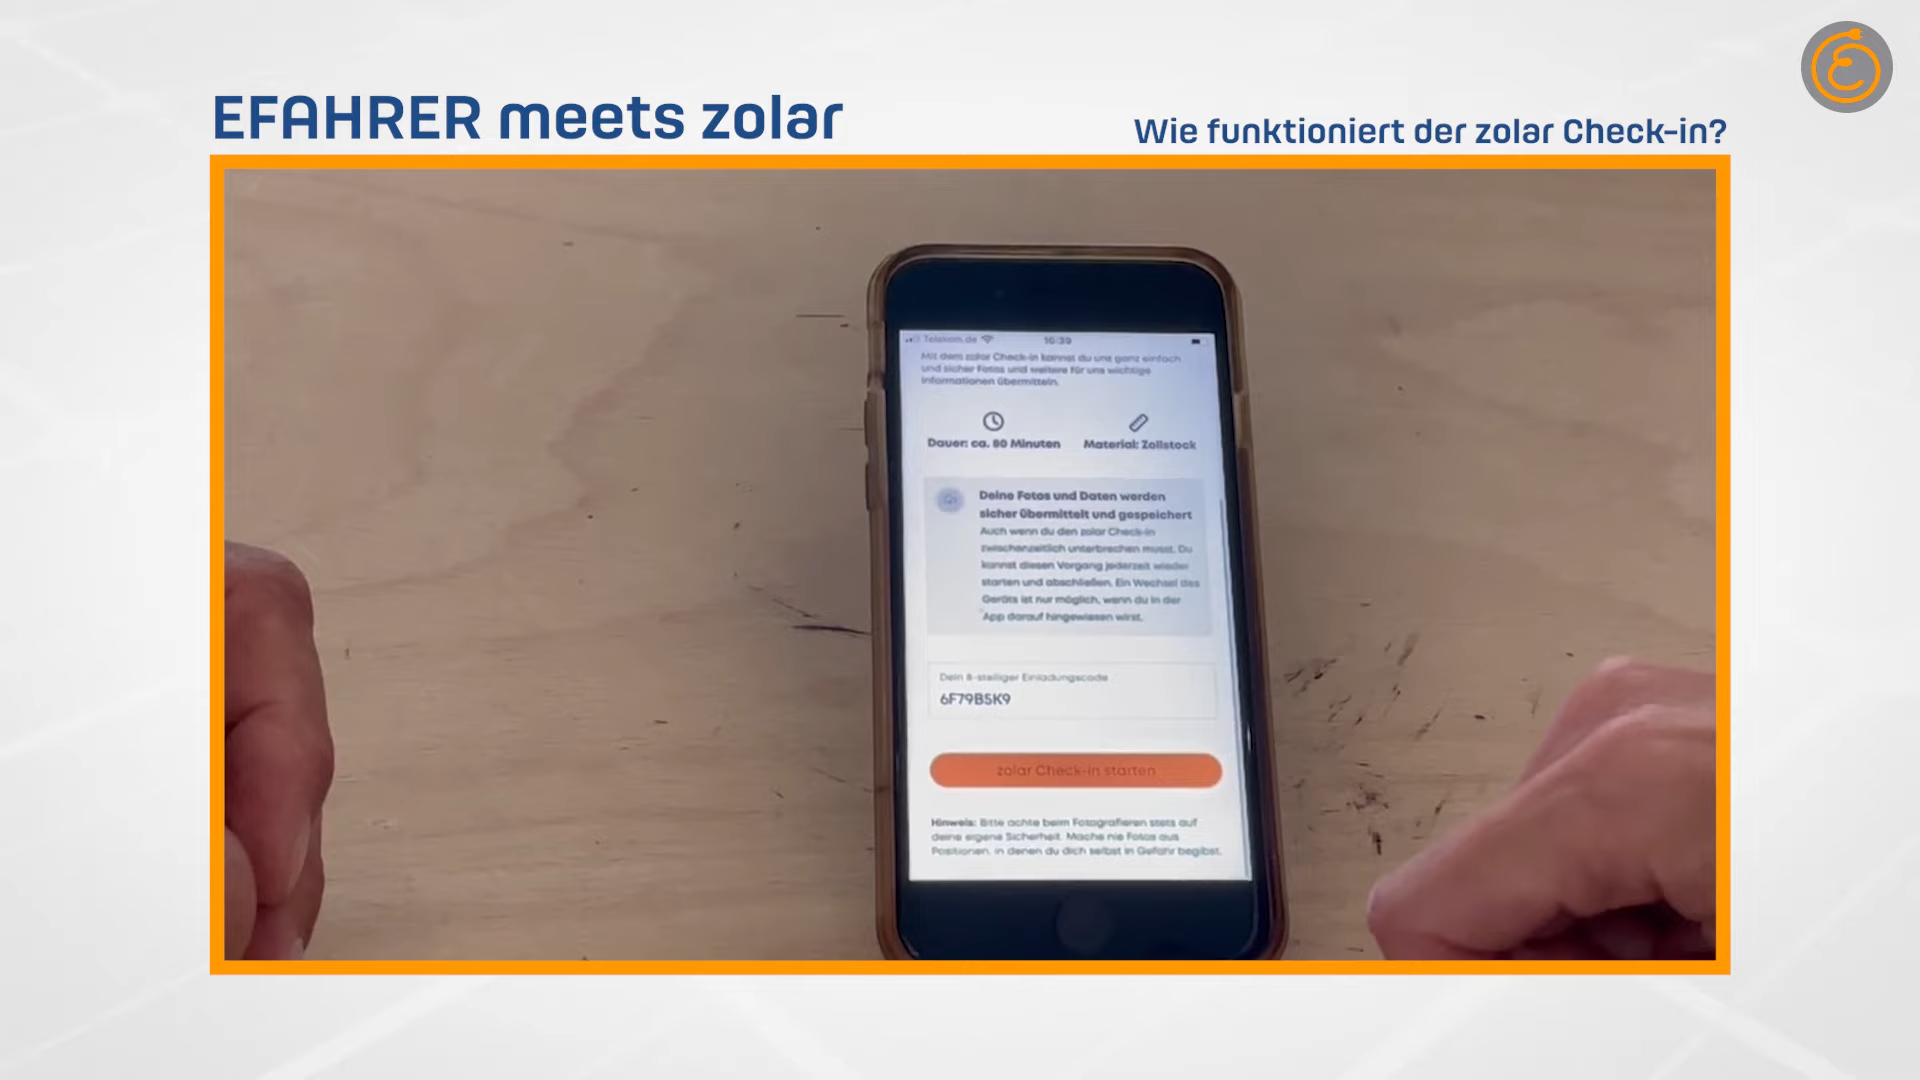 EFAHRER meets zolar
Wie funktioniert der zolar Check-in?
Telekom.de
16:39
Mit dem zolar Check-in kannst du uns ganz einfach
und sicher Fotos und weitere für uns wichtige
Informationen übermitteln.
Dauer: ca. 80 Minuten
Material: Zollstock
Deine Fotos und Daten werden
sicher übermittelt und gespeichert
Auch wenn du den zolar Check-in
zwischenzeitlich unterbrechen musst. Du
kannst diesen Vorgang jederzeit wieder
starten und abschließen. Ein Wechsel des
Geräts ist nur möglich, wenn du in der
App darauf hingewiesen wirst.
Dein 8-stelliger Einladungscode
6F79B5K9
zolar Check-in starten
Hinweis: Bitte achte beim Fotografieren stets auf
deine eigene Sicherheit. Mache nie Fotos aus
Positionen, in denen du dich selbst in Gefahr begibst.